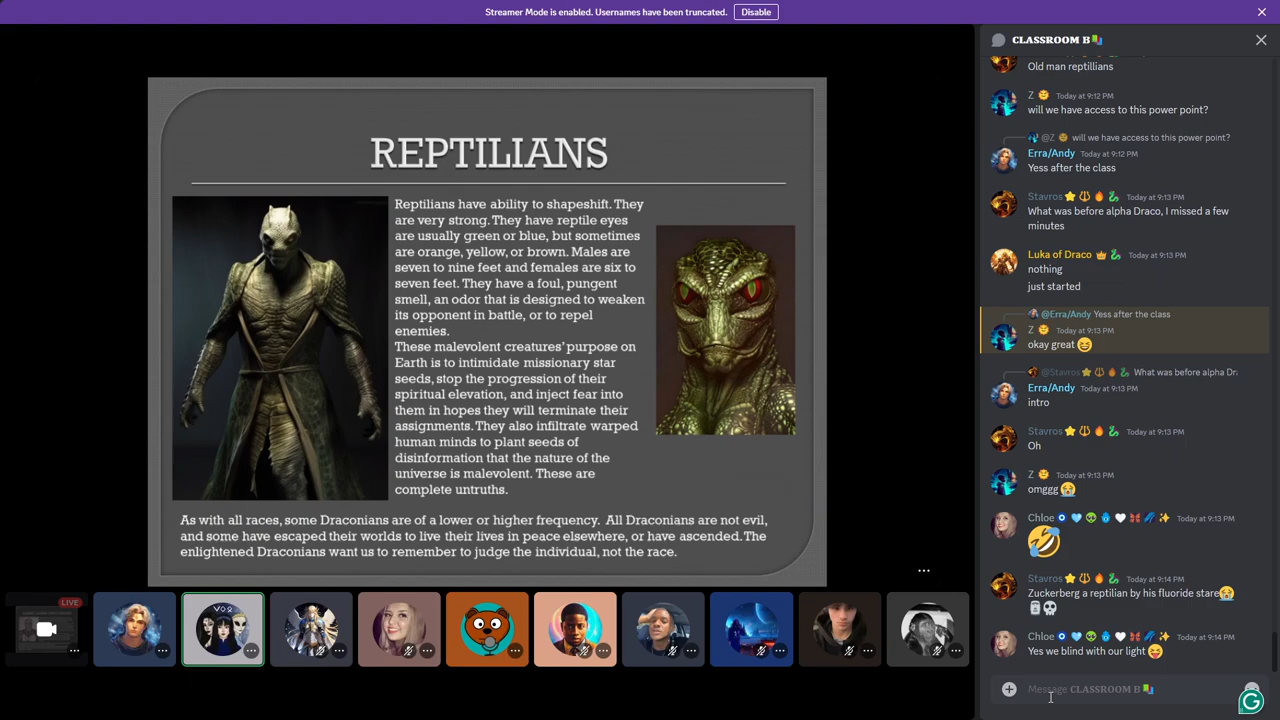 Streamer Mode is enabled. Usernames have been truncated.
Disable
REPTILIANS
Reptilians have ability to shapeshift. They
are very strong. They have reptile eyes
are usually green or blue, but sometimes
are orange, yellow, or brown. Males are
seven to nine feet and females are six to
seven feet. They have a foul, pungent
smell, an odor that is designed to weaken
its opponent in battle, or to repel
enemies.
These malevolent creatures' purpose on
Earth is to intimidate missionary star
seeds, stop the progression of their
spiritual elevation, and inject fear into
them in hopes they will terminate their
assignments. They also infiltrate warped
human minds to plant seeds of
disinformation that the nature of the
universe is malevolent. These are
complete untruths.
As with all races, some Draconians are of a lower or higher frequency. All Draconians are not evil,
and some have escaped their worlds to live their lives in peace elsewhere, or have ascended. The
enlightened Draconians want us to remember to judge the individual, not the race.
LIVE
CLASSROOM B
Old man reptillians
Z Today at 9:12 PM
will we have access to this power point?
@Z will we have access to this power point?
Erra/Andy Today at 9:12 PM
Yess after the class
Stavros Today at 9:13 PM
What was before alpha Draco, I missed a few
minutes
Luka of Draco Today at 9:13 PM
nothing
just started
@Erra/Andy Yess after the class
Z Today at 9:13 PM
okay great
@Stavros What was before alpha Dr
Erra/Andy Today at 9:13 PM
intro
Stavros Today at 9:13 PM
Oh
Z Today at 9:13 PM
omggg
Chloe Today at 9:13 PM
Stavros Today at 9:14 PM
Zuckerberg a reptilian by his fluoride stare
Chloe Today at 9:14 PM
Yes we blind with our light
Message CLASSROOM B